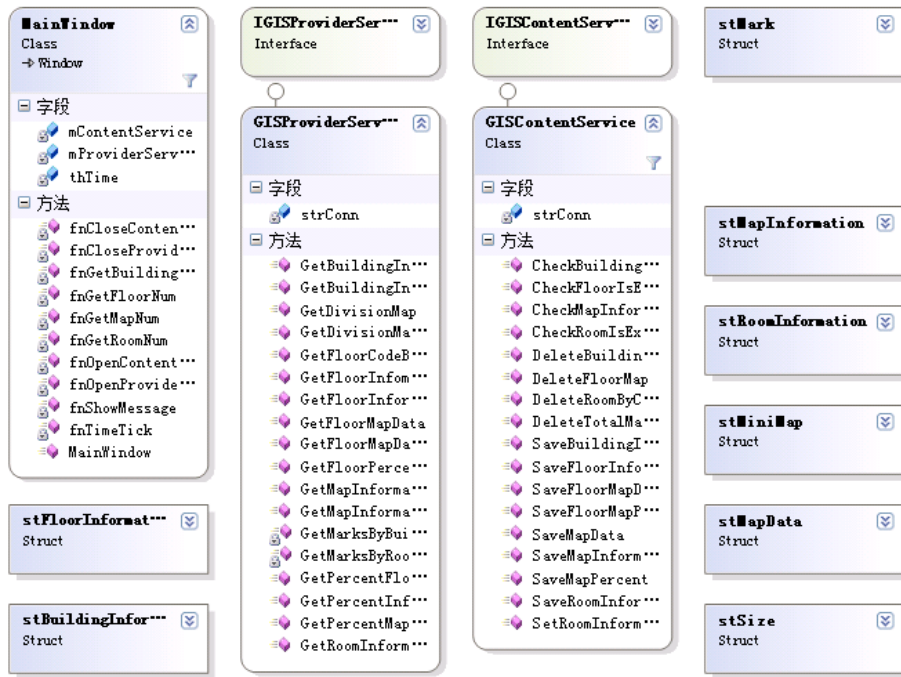 MainWindow
Class
Window
字段
mContentService
mProviderServ···
thTime
方法
fnCloseConten···
fnCloseProvid···
fnGetBuilding···
fnGetFloorNum
fnGetMapNum
fnGetRoomNum
fnOpenContent···
fnOpenProvide···
fnShowMessage
fnTimeTick
MainWindow
stFloorInformat···
Struct
stBuildingInfor···
Struct
IGISProviderSer···
Interface
GISProviderServ···
Class
字段
strConn
方法
GetBuildingIn···
GetBuildingIn···
GetDivisionMap
GetDivisionMa···
GetFloorCodeB···
GetFloorInfom···
GetFloorInfor···
GetFloorMapData
GetFloorMapDa···
GetFloorPerce···
GetMapInforma···
GetMapInforma···
GetMarksByBui···
GetMarksByRoo···
GetPercentFlo···
GetPercentInf···
GetPercentMap···
GetRoomInform···
IGISContentServ···
Interface
GISContentService
Class
字段
strConn
方法
CheckBuilding···
CheckFloorIsE···
CheckMapInfor···
CheckRoomIsEx···
DeleteBuildin···
DeleteFloorMap
DeleteRoomByC···
DeleteTotalMa···
SaveBuildingI···
SaveFloorInfo···
SaveFloorMapD···
SaveFloorMapP···
SaveMapData
SaveMapInform···
SaveMapPercent
SaveRoomInfor···
SetRoomInform···
stMark
Struct
stMapInformation
Struct
stRoomInformation
Struct
stMiniMap
Struct
stMapData
Struct
stSize
Struct